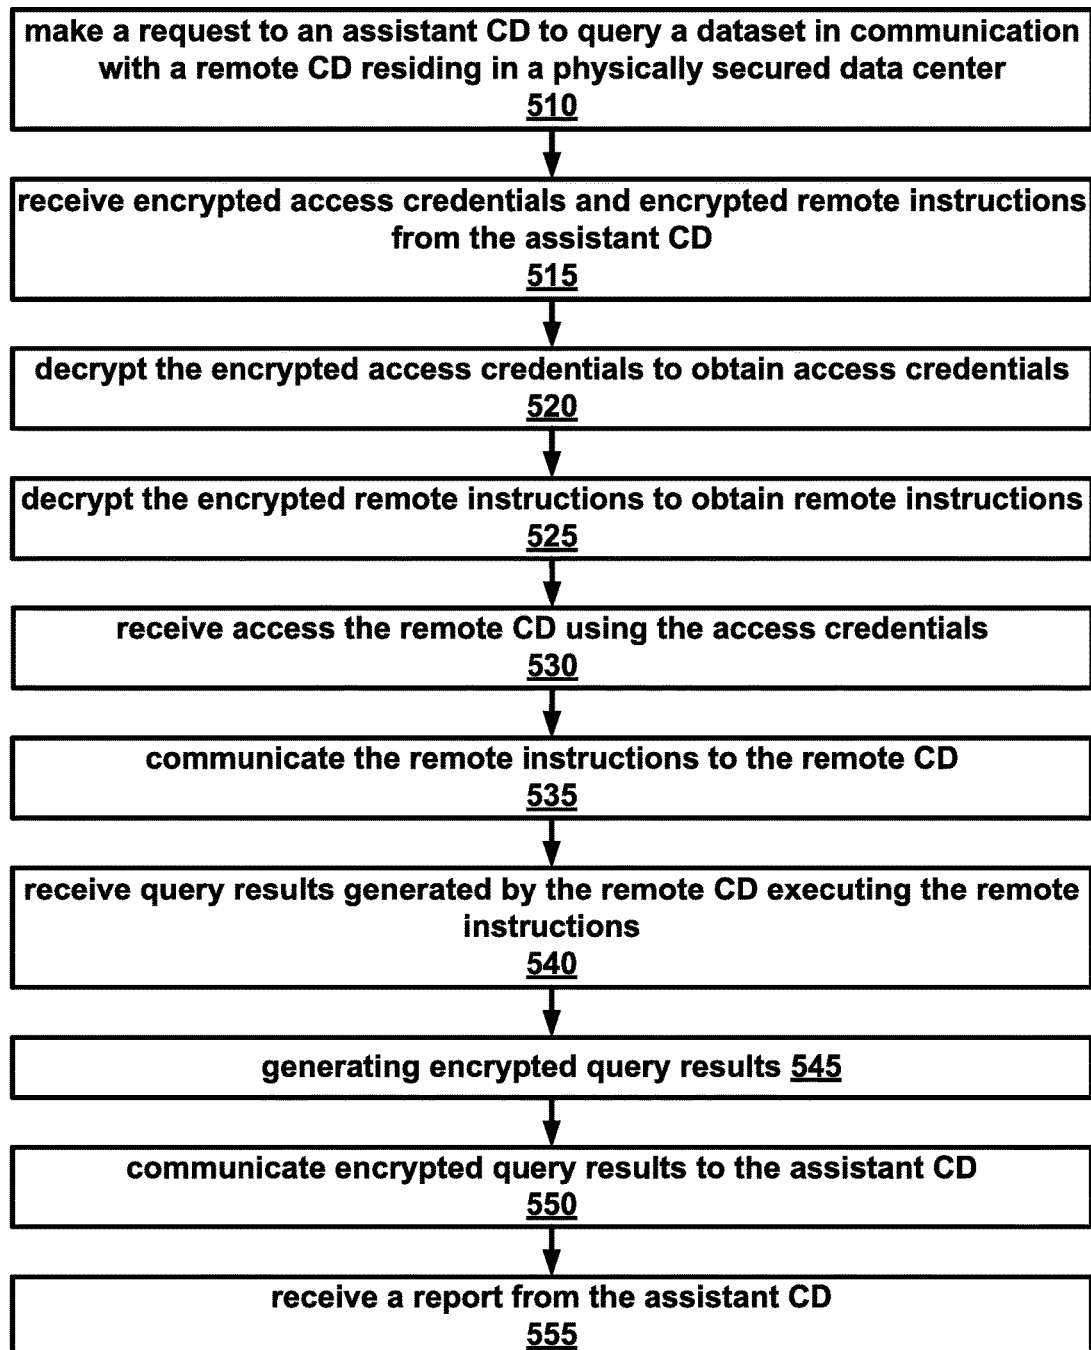 make a request to an assistant CD to query a dataset in communication
with a remote CD residing in a physically secured data center
510
receive encrypted access credentials and encrypted remote instructions
from the assistant CD
515
decrypt the encrypted access credentials to obtain access credentials
520
decrypt the encrypted remote instructions to obtain remote instructions
525
receive access the remote CD using the access credentials
530
communicate the remote instructions to the remote CD
535
receive query results generated by the remote CD executing the remote
instructions
540
generating encrypted query results 545
communicate encrypted query results to the assistant CD
550
receive a report from the assistant CD
555